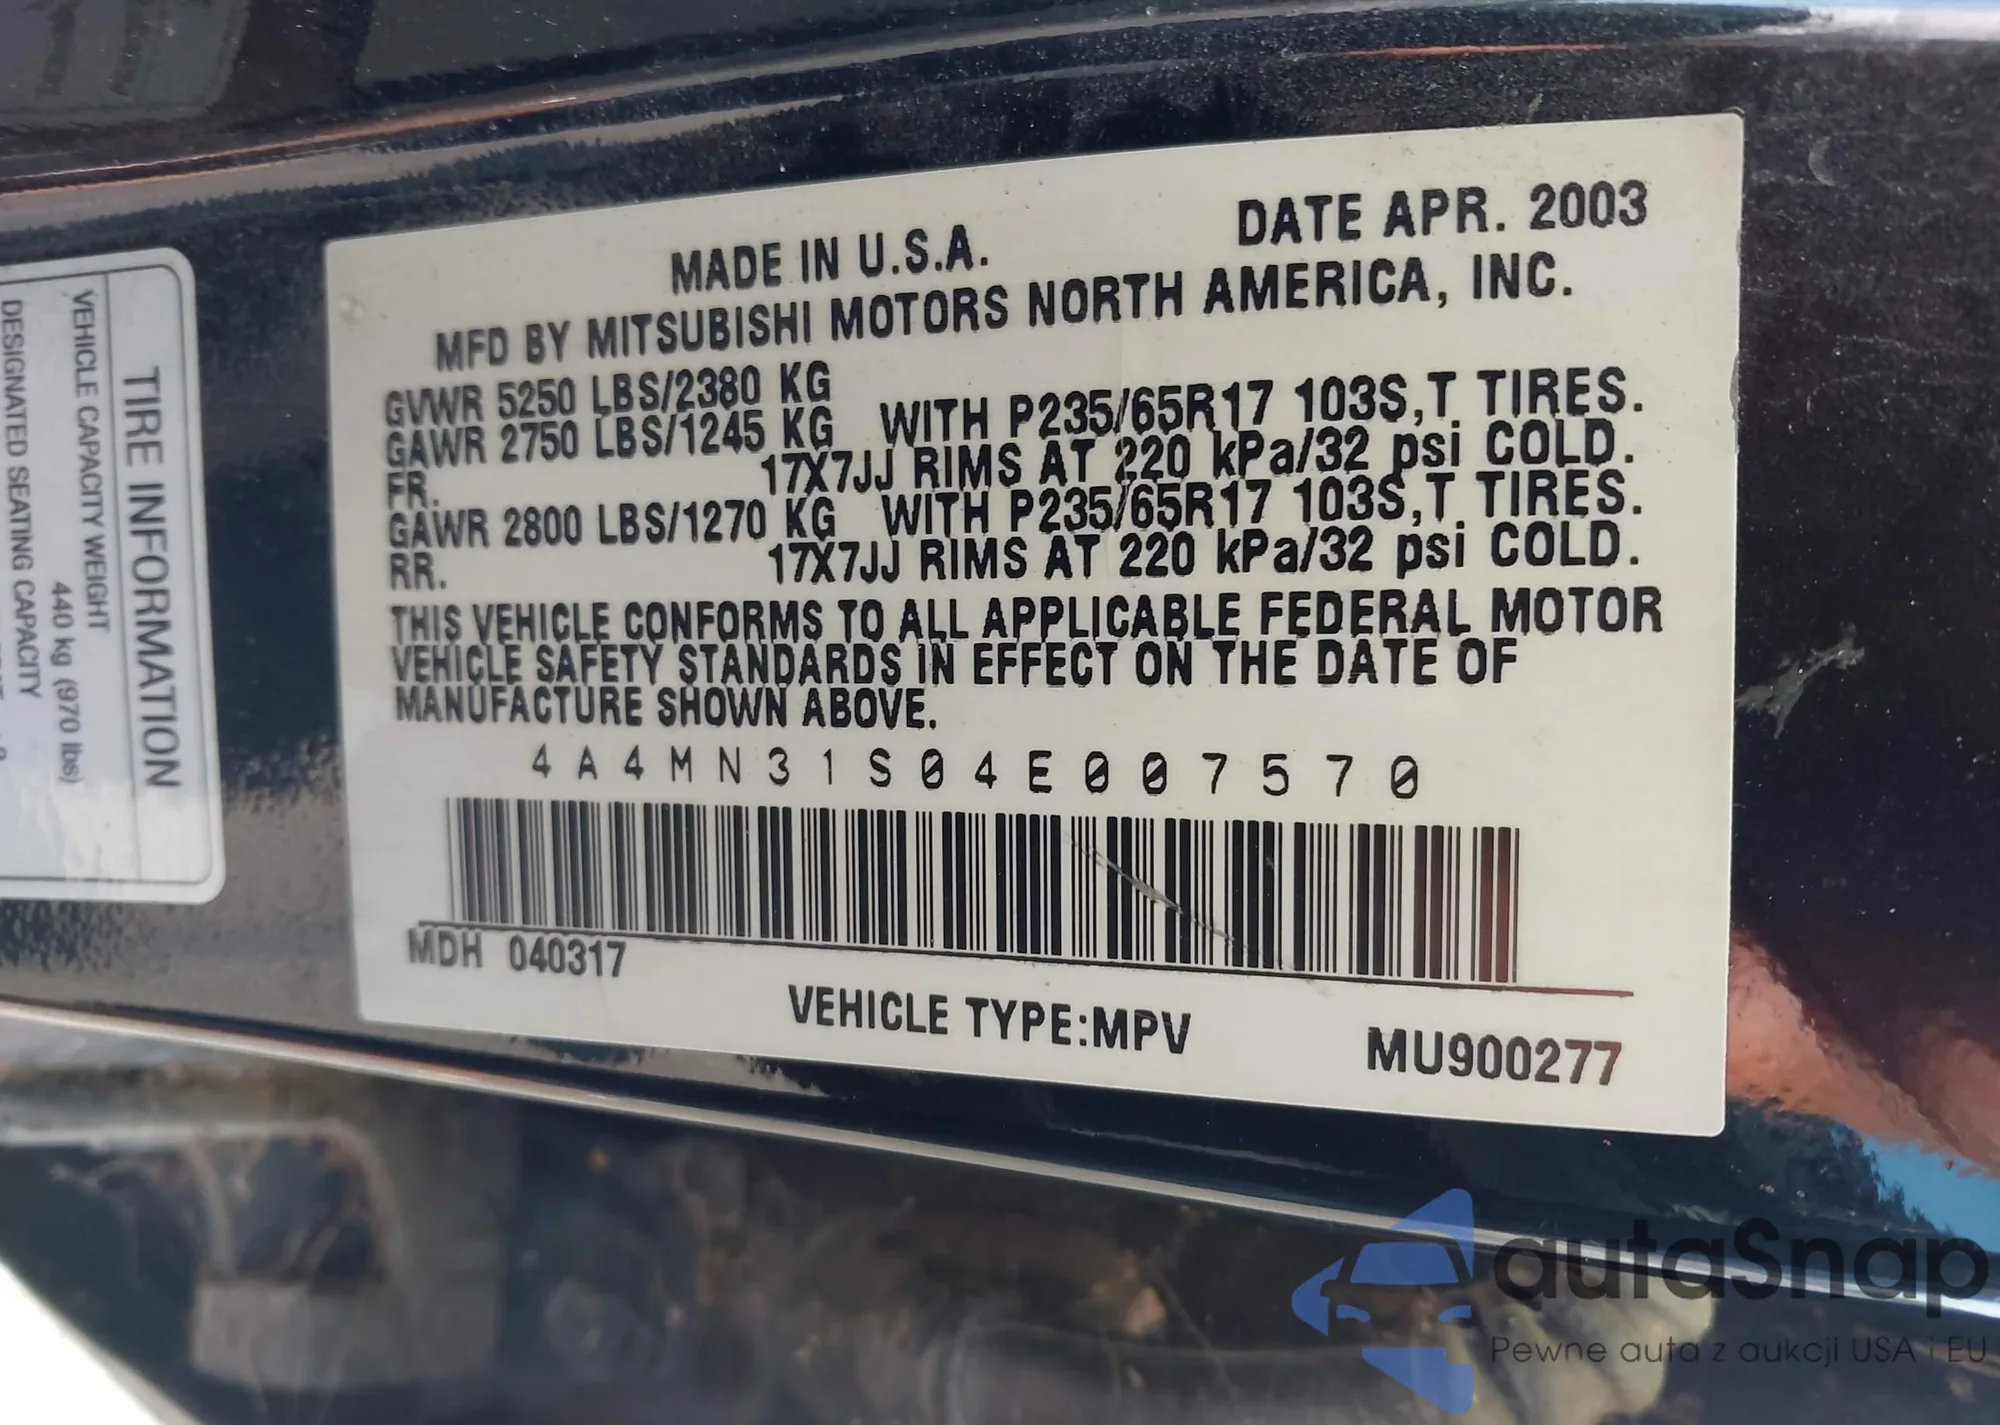 TIRE INFORMATION
VEHICLE CAPACITY WEIGHT
440 kg (970 lbs)
DESIGNATED SEATING CAPACITY
DATE APR. 2003
MADE IN U.S.A.
MFD BY MITSUBISHI MOTORS NORTH AMERICA, INC.
GVWR 5250 LBS/2380 KG
GAWR 2750 LBS/1245 KG WITH P235/65R17 103S,T TIRES.
FR. 17X7JJ RIMS AT 220 kPa/32 psi COLD.
GAWR 2800 LBS/1270 KG WITH P235/65R17 103S,T TIRES.
RR. 17X7JJ RIMS AT 220 kPa/32 psi COLD.
THIS VEHICLE CONFORMS TO ALL APPLICABLE FEDERAL MOTOR
VEHICLE SAFETY STANDARDS IN EFFECT ON THE DATE OF
MANUFACTURE SHOWN ABOVE.
4A4MN31S04E007570
MDH 040317
VEHICLE TYPE:MPV
MU900277
autaSnap
Pewne auta z aukcji USA i EU